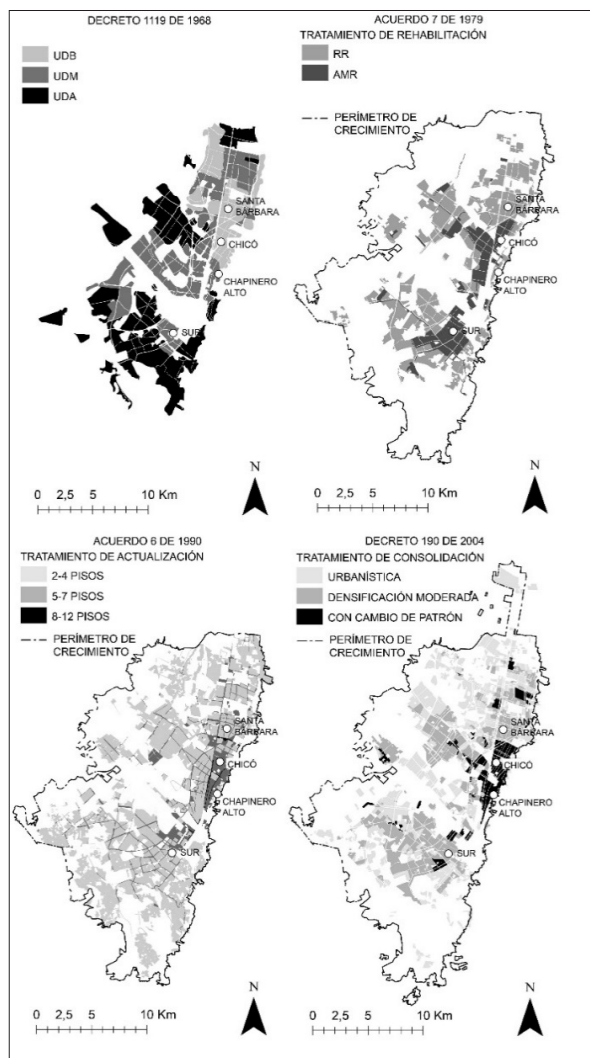 DECRETO 1119 DE 1968
UDB
UDM
UDA
SANTA
BÁRBARA
CHICÓ
CHAPINERO
ALTO
SUR
N
0 2,5 5 10 Km
ACUERDO 7 DE 1979
TRATAMIENTO DE REHABILITACIÓN
RR
AMR
PERÍMETRO DE
CRECIMIENTO
SANTA
BÁRBARA
CHICÓ
CHAPINERO
ALTO
SUR
N
0 2,5 5 10 Km
ACUERDO 6 DE 1990
TRATAMIENTO DE ACTUALIZACIÓN
2-4 PISOS
5-7 PISOS
8-12 PISOS
PERÍMETRO DE
CRECIMIENTO
SANTA
BÁRBARA
CHICÓ
CHAPINERO
ALTO
SUR
N
0 2,5 5 10 Km
DECRETO 190 DE 2004
TRATAMIENTO DE CONSOLIDACIÓN
URBANÍSTICA
DENSIFICACIÓN MODERADA
CON CAMBIO DE PATRÓN
PERÍMETRO DE
CRECIMIENTO
SANTA
BÁRBARA
CHICÓ
CHAPINERO
ALTO
SUR
N
0 2,5 5 10 Km